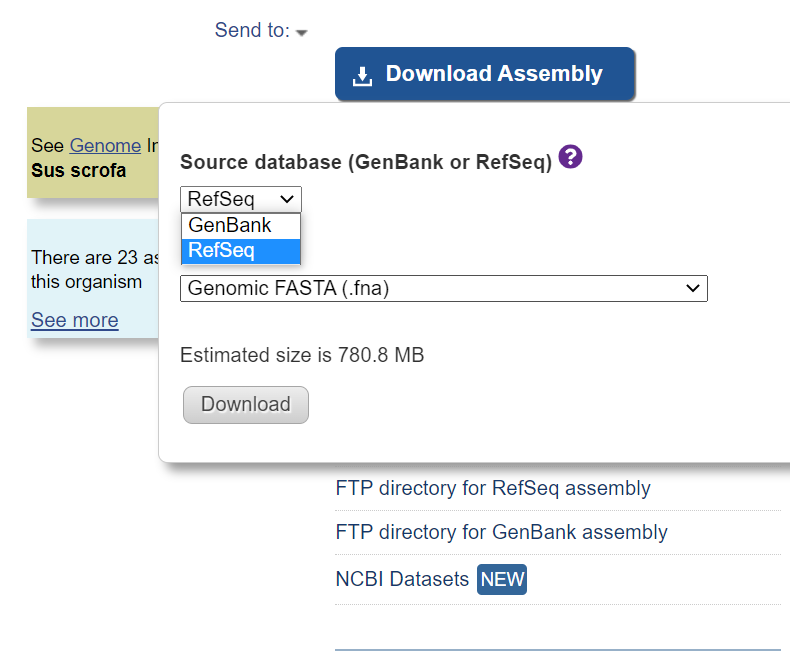 Send to:
Download Assembly
See Genome
Sus scrofa
There are 23
this organism
See more
Source database (GenBank or RefSeq) ?
RefSeq
GenBank
RefSeq
Genomic FASTA (.fna)
Estimated size is 780.8 MB
Download
FTP directory for RefSeq assembly
FTP directory for GenBank assembly
NCBI Datasets NEW